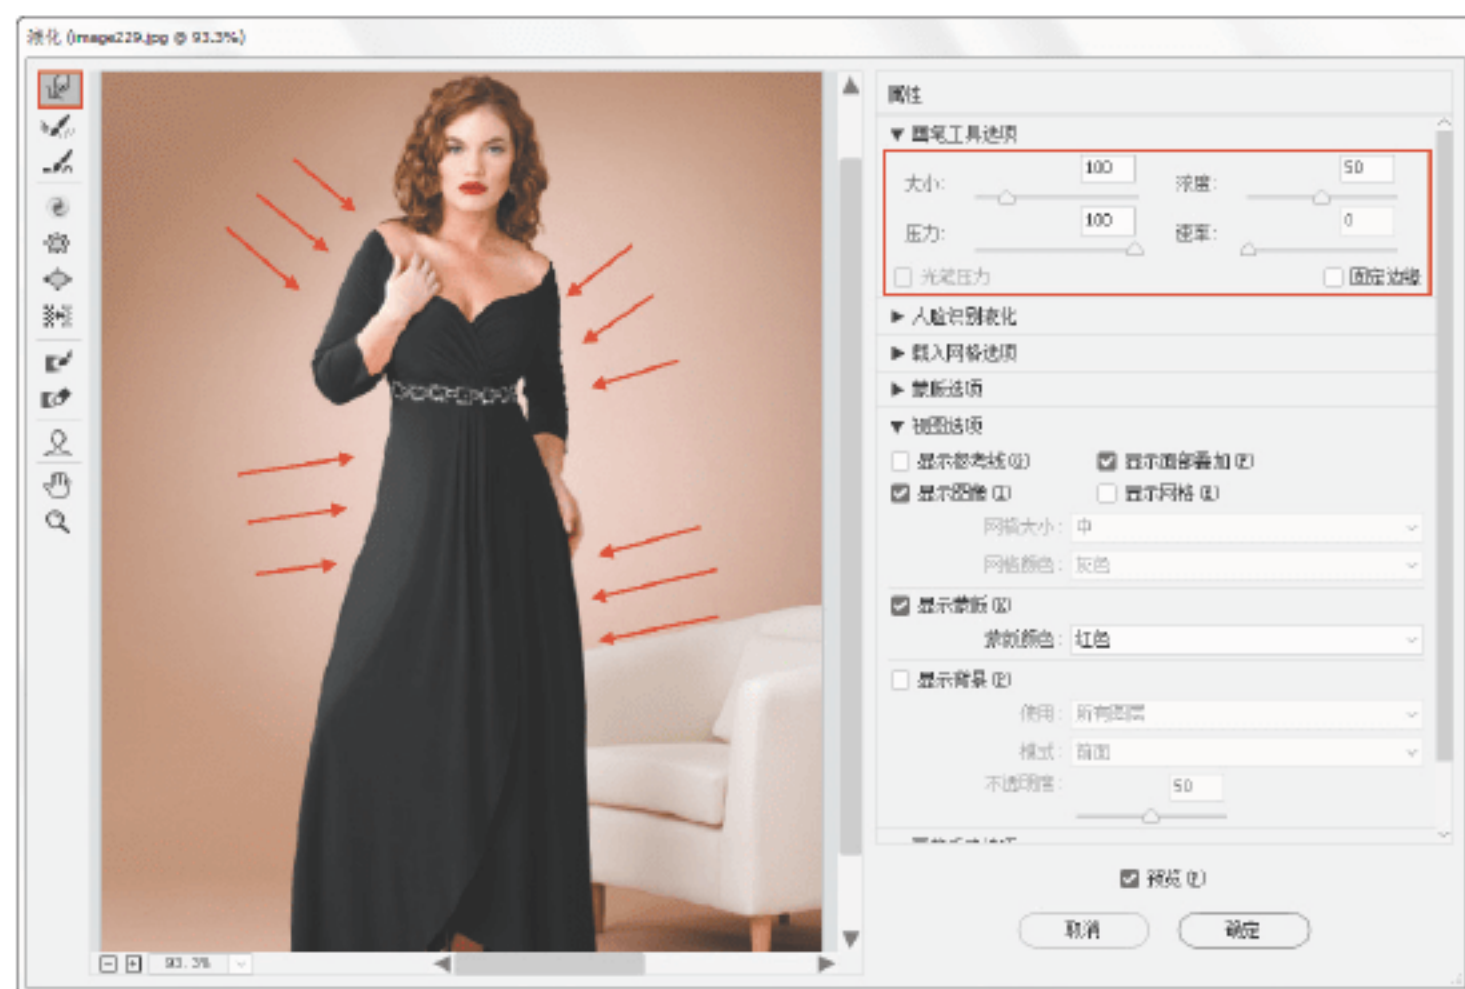 液化 (image229.jpg @ 93.3%)
属性
画笔工具选项
大小: 100 浓度: 50
压力: 100 速率: 0
光笔压力 固定边缘
人脸识别液化
载入网格选项
蒙版选项
视图选项
显示参考线(G) 显示面部叠加(F)
显示图像(I) 显示网格(E)
网格大小: 中
网格颜色: 灰色
显示蒙版(K)
蒙版颜色: 红色
显示背景(P)
使用: 所有图层
模式: 前面
不透明度: 50
预览(P)
取消 确定
93.3%